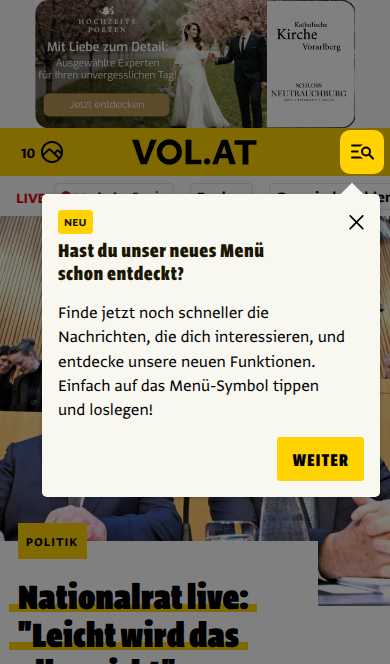 HOCHZEITS
POETEN
Mit Liebe zum Detail:
Ausgewählte Experten
für Ihren unvergesslichen Tag!
Jetzt entdecken
Katholische
Kirche
Vorarlberg
SCHLOSS
NEUTRAUCHBURG
10
VOL.AT
LIVE
NEU
Hast du unser neues Menü
schon entdeckt?
Finde jetzt noch schneller die
Nachrichten, die dich interessieren, und
entdecke unsere neuen Funktionen.
Einfach auf das Menü-Symbol tippen
und loslegen!
WEITER
POLITIK
Nationalrat live:
"Leicht wird das